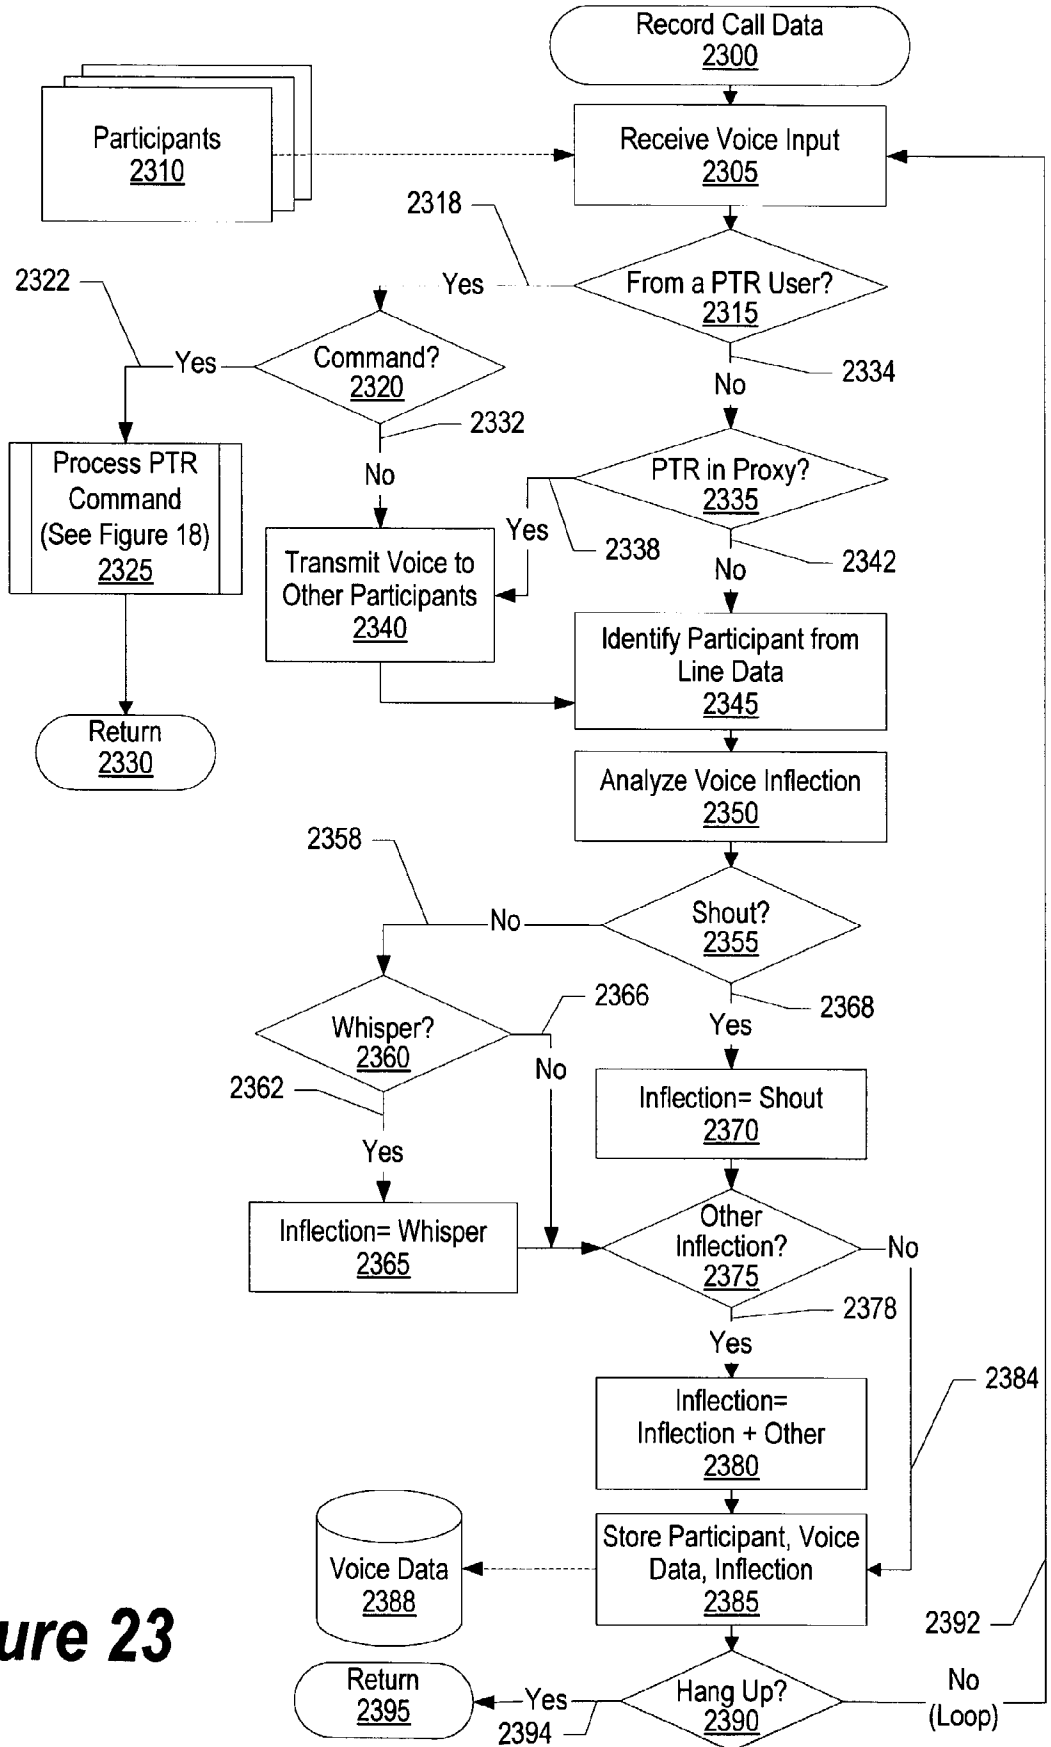 Record Call Data
2300
Participants
2310
Receive Voice Input
2305
2318
2322
Yes
From a PTR User?
2315
Yes
Command?
2320
2334
No
2332
No
Process PTR
Command
(See Figure 18)
2325
PTR in Proxy?
2335
Yes
2338
2342
No
Transmit Voice to
Other Participants
2340
Identify Participant from
Line Data
2345
Return
2330
Analyze Voice Inflection
2350
2358
No
Shout?
2355
2366
2368
Yes
Whisper?
2360
No
2362
Yes
Inflection= Shout
2370
Inflection= Whisper
2365
Other
Inflection?
2375
No
2378
Yes
2384
Inflection=
Inflection + Other
2380
Voice Data
2388
Store Participant, Voice
Data, Inflection
2385
2392
ure 23
Return
2395
Yes
2394
Hang Up?
2390
No
(Loop)